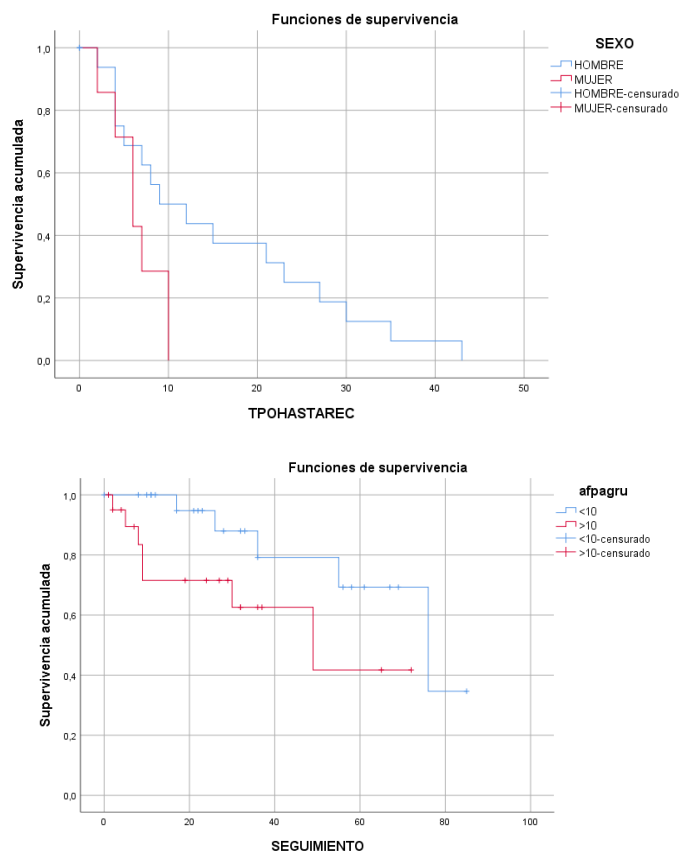 Funciones de supervivencia
SEXO
HOMBRE
MUJER
HOMBRE-censurado
MUJER-censurado
Supervivencia acumulada
1,0
0,8
0,6
0,4
0,2
0,0
0 10 20 30 40 50
TPOHASTAREC
Funciones de supervivencia
afpagru
<10
>10
<10-censurado
>10-censurado
Supervivencia acumulada
1,0
0,8
0,6
0,4
0,2
0,0
0 20 40 60 80 100
SEGUIMIENTO